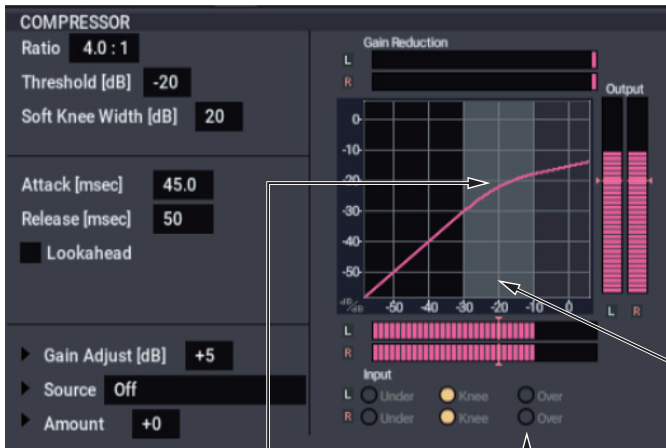 COMPRESSOR
Ratio 4.0 : 1
Threshold [dB] -20
Soft Knee Width [dB] 20
Attack [msec] 45.0
Release [msec] 50
Lookahead
Gain Adjust [dB] +5
Source Off
Amount +0
Gain Reduction
L
R
Output
0
-10
-20
-30
-40
-50
dB/dB -50 -40 -30 -20 -10 0
L R
L
R
Input
L Under Knee Over
R Under Knee Over